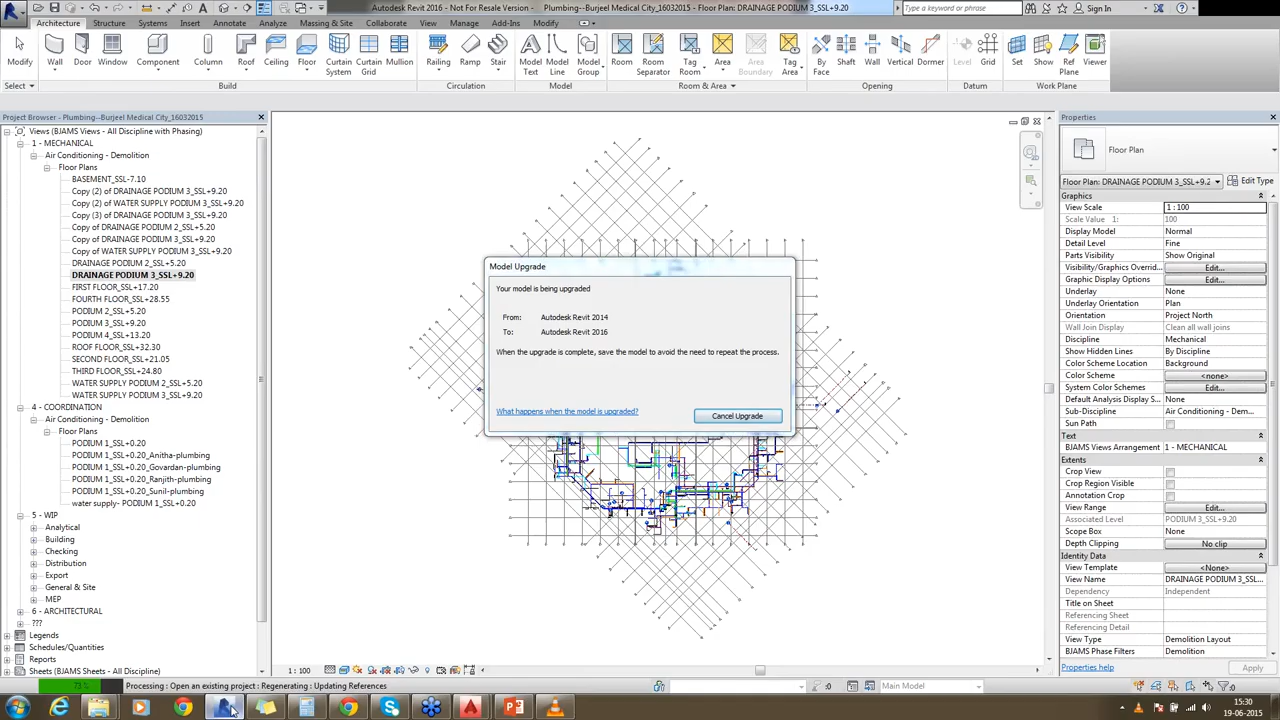 Autodesk Revit 2016 - Not For Resale Version - Plumbing--Burjeel Medical City_16032015 - Floor Plan: DRAINAGE PODIUM 3_SSL+9.20
Type a keyword or phrase
Sign In
Architecture Structure Systems Insert Annotate Analyze Massing & Site Collaborate View Manage Add-Ins Modify
Modify Wall Door Window Component Column Roof Ceiling Floor Curtain System Curtain Grid Mullion Railing Ramp Stair Model Text Model Line Model Group Room Room Separator Tag Room Area Area Boundary Tag Area By Face Shaft Wall Vertical Dormer Level Grid Set Show Ref Plane Viewer
Select Build Circulation Model Room & Area Opening Datum Work Plane
Project Browser - Plumbing--Burjeel Medical City_16032015
Views (BJAMS Views - All Discipline with Phasing)
1 - MECHANICAL
Air Conditioning - Demolition
Floor Plans
BASEMENT_SSL-7.10
Copy (2) of DRAINAGE PODIUM 3_SSL+9.20
Copy (2) of WATER SUPPLY PODIUM 3_SSL+9.20
Copy (3) of DRAINAGE PODIUM 3_SSL+9.20
Copy of DRAINAGE PODIUM 2_SSL+5.20
Copy of DRAINAGE PODIUM 3_SSL+9.20
Copy of WATER SUPPLY PODIUM 3_SSL+9.20
DRAINAGE PODIUM 2_SSL+5.20
DRAINAGE PODIUM 3_SSL+9.20
FIRST FLOOR_SSL+17.20
FOURTH FLOOR_SSL+28.55
PODIUM 2_SSL+5.20
PODIUM 3_SSL+9.20
PODIUM 4_SSL+13.20
ROOF FLOOR_SSL+32.30
SECOND FLOOR_SSL+21.05
THIRD FLOOR_SSL+24.80
WATER SUPPLY PODIUM 2_SSL+5.20
WATER SUPPLY PODIUM 3_SSL+9.20
4 - COORDINATION
Air Conditioning - Demolition
Floor Plans
PODIUM 1_SSL+0.20
PODIUM 1_SSL+0.20_Anitha-plumbing
PODIUM 1_SSL+0.20_Govardan-plumbing
PODIUM 1_SSL+0.20_Ranjith-plumbing
PODIUM 1_SSL+0.20_Sunil-plumbing
water supply- PODIUM 1_SSL+0.20
5 - WIP
Analytical
Building
Checking
Distribution
Export
General & Site
MEP
6 - ARCHITECTURAL
???
Legends
Schedules/Quantities
Reports
Sheets (BJAMS Sheets - All Discipline)
Model Upgrade
Your model is being upgraded
From: Autodesk Revit 2014
To: Autodesk Revit 2016
When the upgrade is complete, save the model to avoid the need to repeat the process.
What happens when the model is upgraded?
Cancel Upgrade
1 : 100
Properties
Floor Plan
Floor Plan: DRAINAGE PODIUM 3_SSL+9.2
Edit Type
Graphics
View Scale 1 : 100
Scale Value 1: 100
Display Model Normal
Detail Level Fine
Parts Visibility Show Original
Visibility/Graphics Overrid... Edit...
Graphic Display Options Edit...
Underlay None
Underlay Orientation Plan
Orientation Project North
Wall Join Display Clean all wall joins
Discipline Mechanical
Show Hidden Lines By Discipline
Color Scheme Location Background
Color Scheme <none>
System Color Schemes Edit...
Default Analysis Display S... None
Sub-Discipline Air Conditioning - Dem...
Sun Path
Text
BJAMS Views Arrangement 1 - MECHANICAL
Extents
Crop View
Crop Region Visible
Annotation Crop
View Range Edit...
Associated Level PODIUM 3_SSL+9.20
Scope Box None
Depth Clipping No clip
Identity Data
View Template <None>
View Name DRAINAGE PODIUM 3_SSL...
Dependency Independent
Title on Sheet
Referencing Sheet
Referencing Detail
View Type Demolition Layout
BJAMS Phase Filters Demolition
Properties help
Apply
73 % Processing : Open an existing project : Regenerating : Updating References
:0 Main Model :0
15:30
19-06-2015